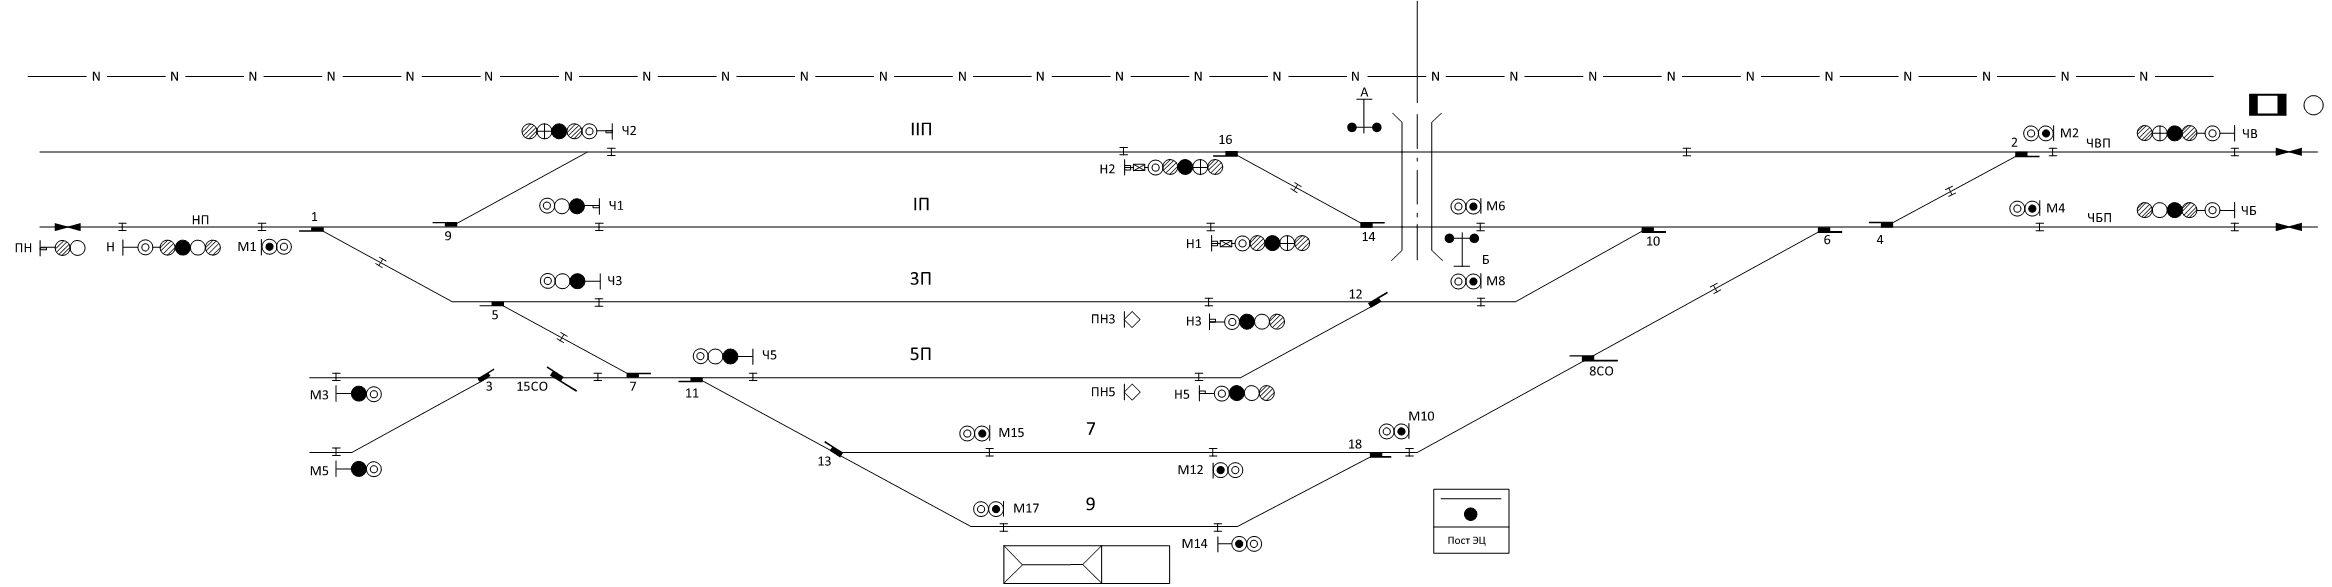 N N N N N N N N N N N N N N N N N N N N N N N N N N N
А
Ч2 IIП 16 2 М2 ЧВП ЧВ
Н2
НП 1 9 Ч1 IП М6 М4 ЧБП ЧБ
ПН Н М1 Н1 14 10 6 4
Б
Ч3 3П 12 М8
5 ПН3 Н3
Ч5 5П
3 15СО 7 11 8СО
М3 ПН5 Н5
М15 7 18 М10
М5 13 М12
М17 9
М14 Пост ЭЦ